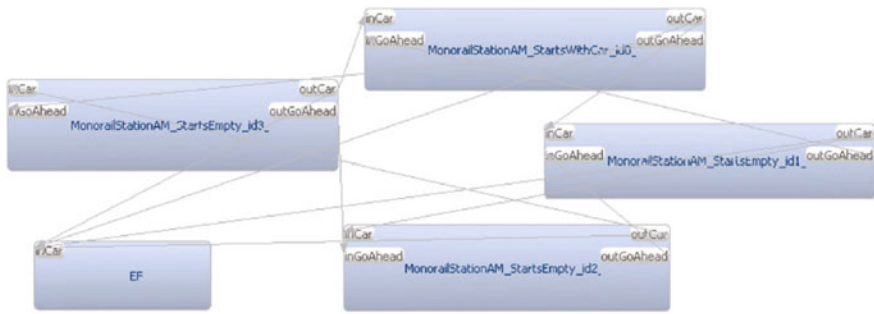 inCar outCar
inGoAhead outGoAhead
MonorailStationAM_StartsWithCar_id0_
inCar outCar
inGoAhead outGoAhead
MonorailStationAM_StartsEmpty_id3_
inCar outCar
inGoAhead outGoAhead
MonorailStationAM_StartsEmpty_id1_
inCar outCar
inGoAhead outGoAhead
MonorailStationAM_StartsEmpty_id2_
inCar
EF